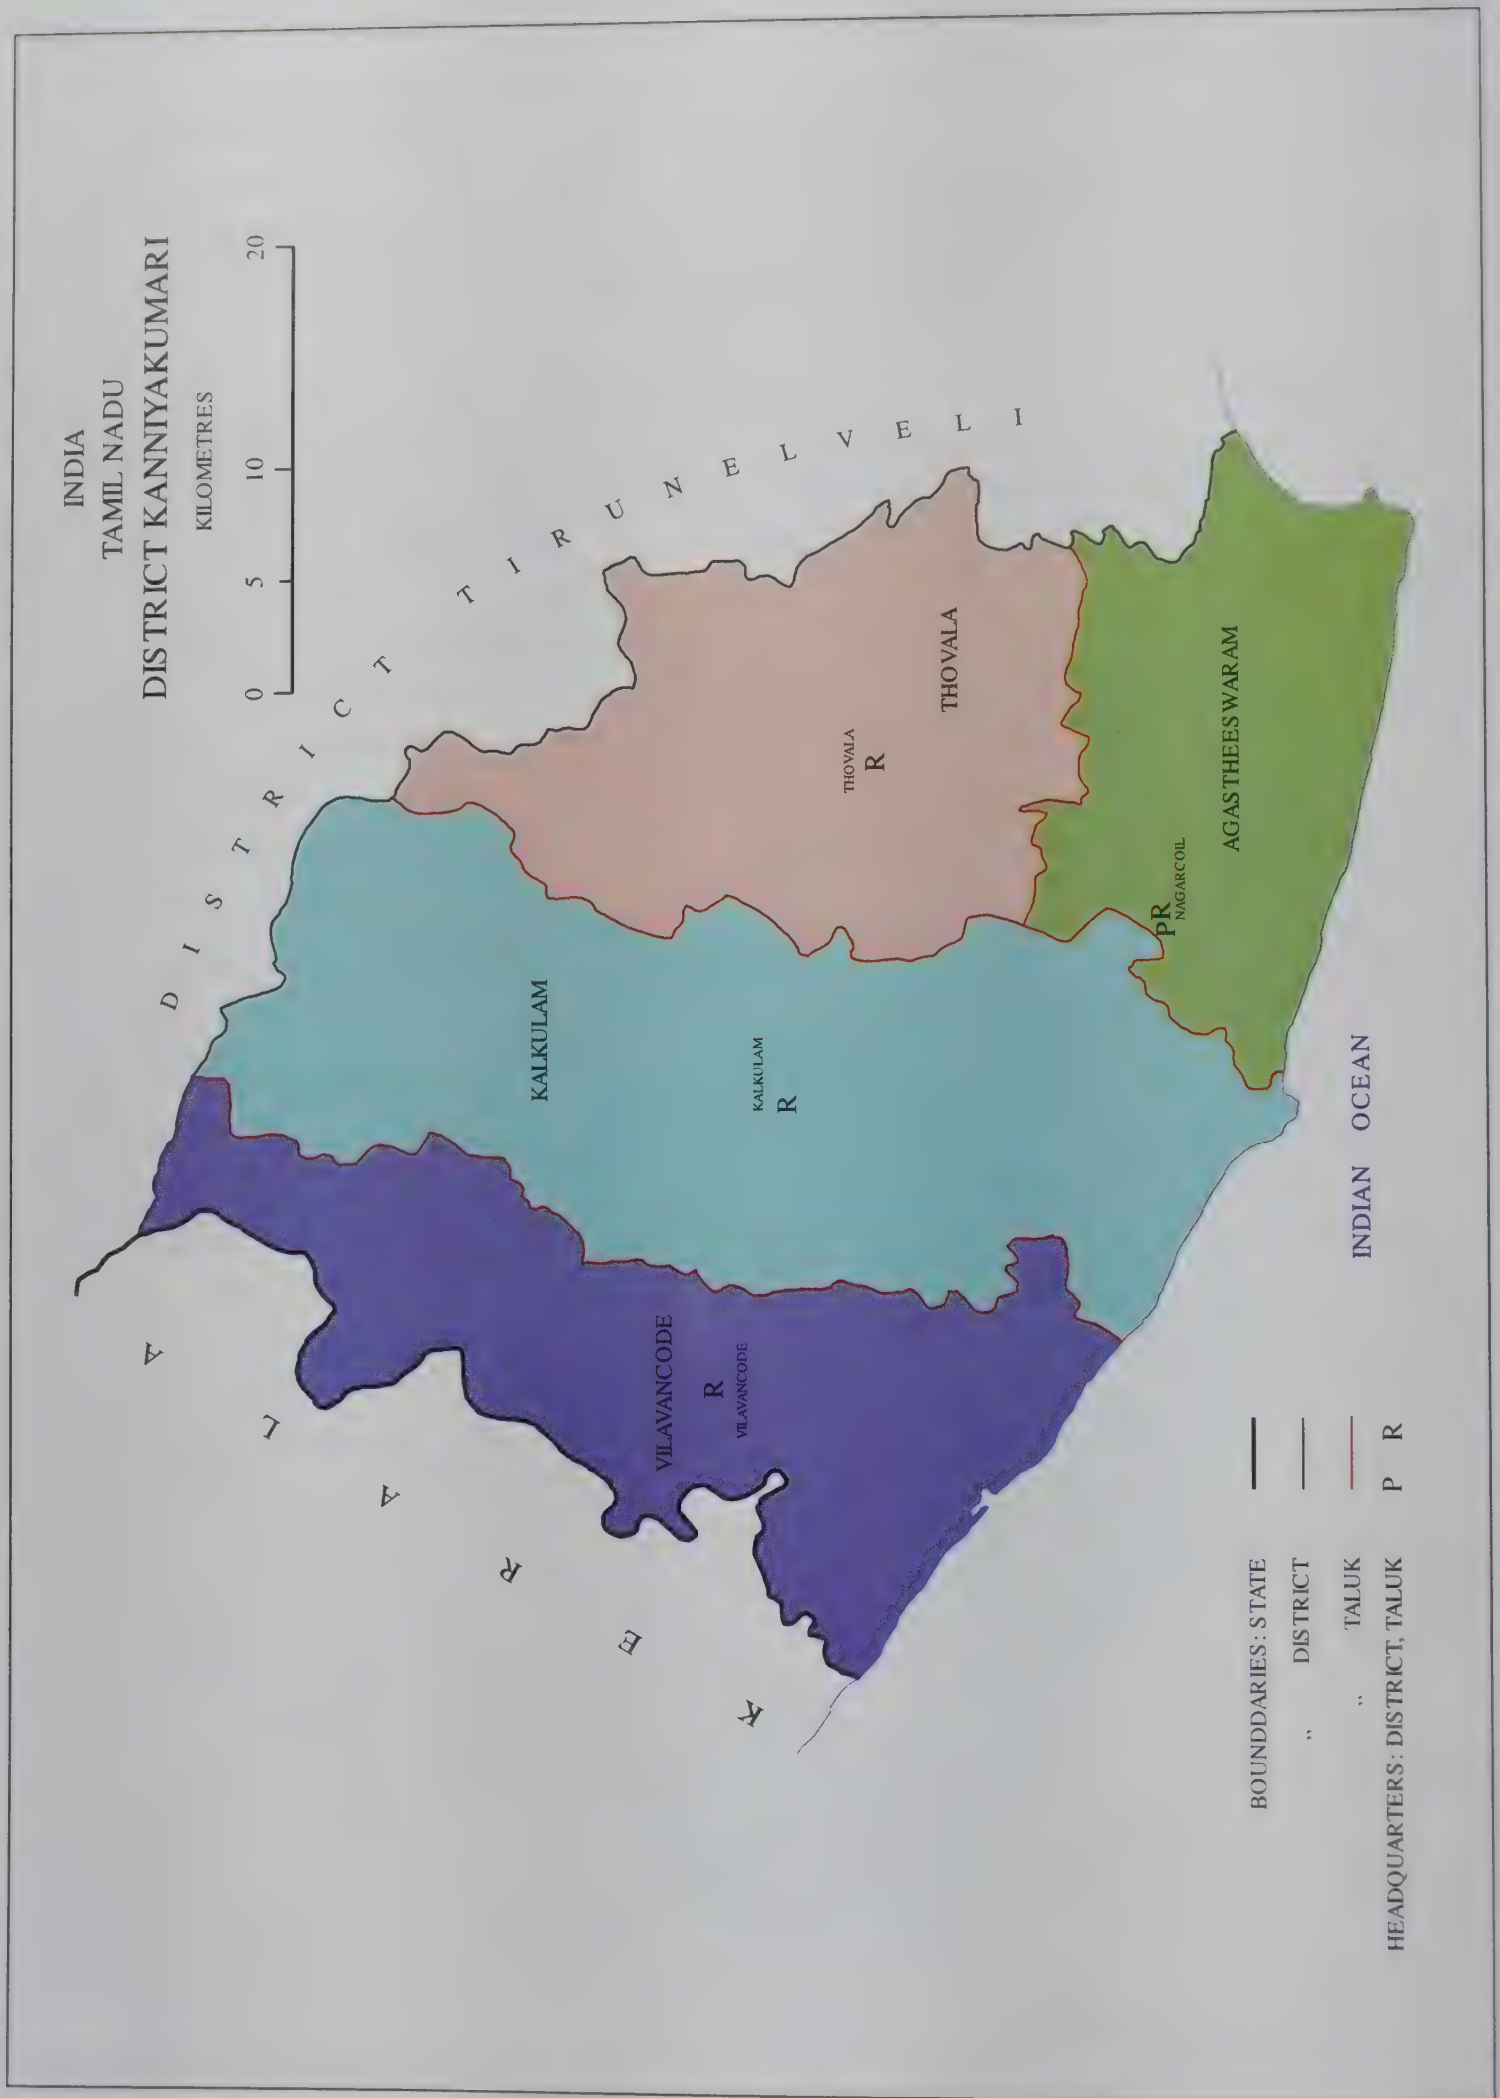 INDIA
TAMIL NADU
DISTRICT KANNIYAKUMARI
KILOMETRES
0 5 10 20
DISTRICT TIRUNELVELI
KERALA
KALKULAM
KALKULAM
R
THOVALA
R
THOVALA
VILAVANCODE
R
VILAVANCODE
PR
NAGARCOIL
AGASTHEESWARAM
INDIAN OCEAN
BOUNDDARIES: STATE
" DISTRICT
" TALUK
HEADQUARTERS: DISTRICT, TALUK P R